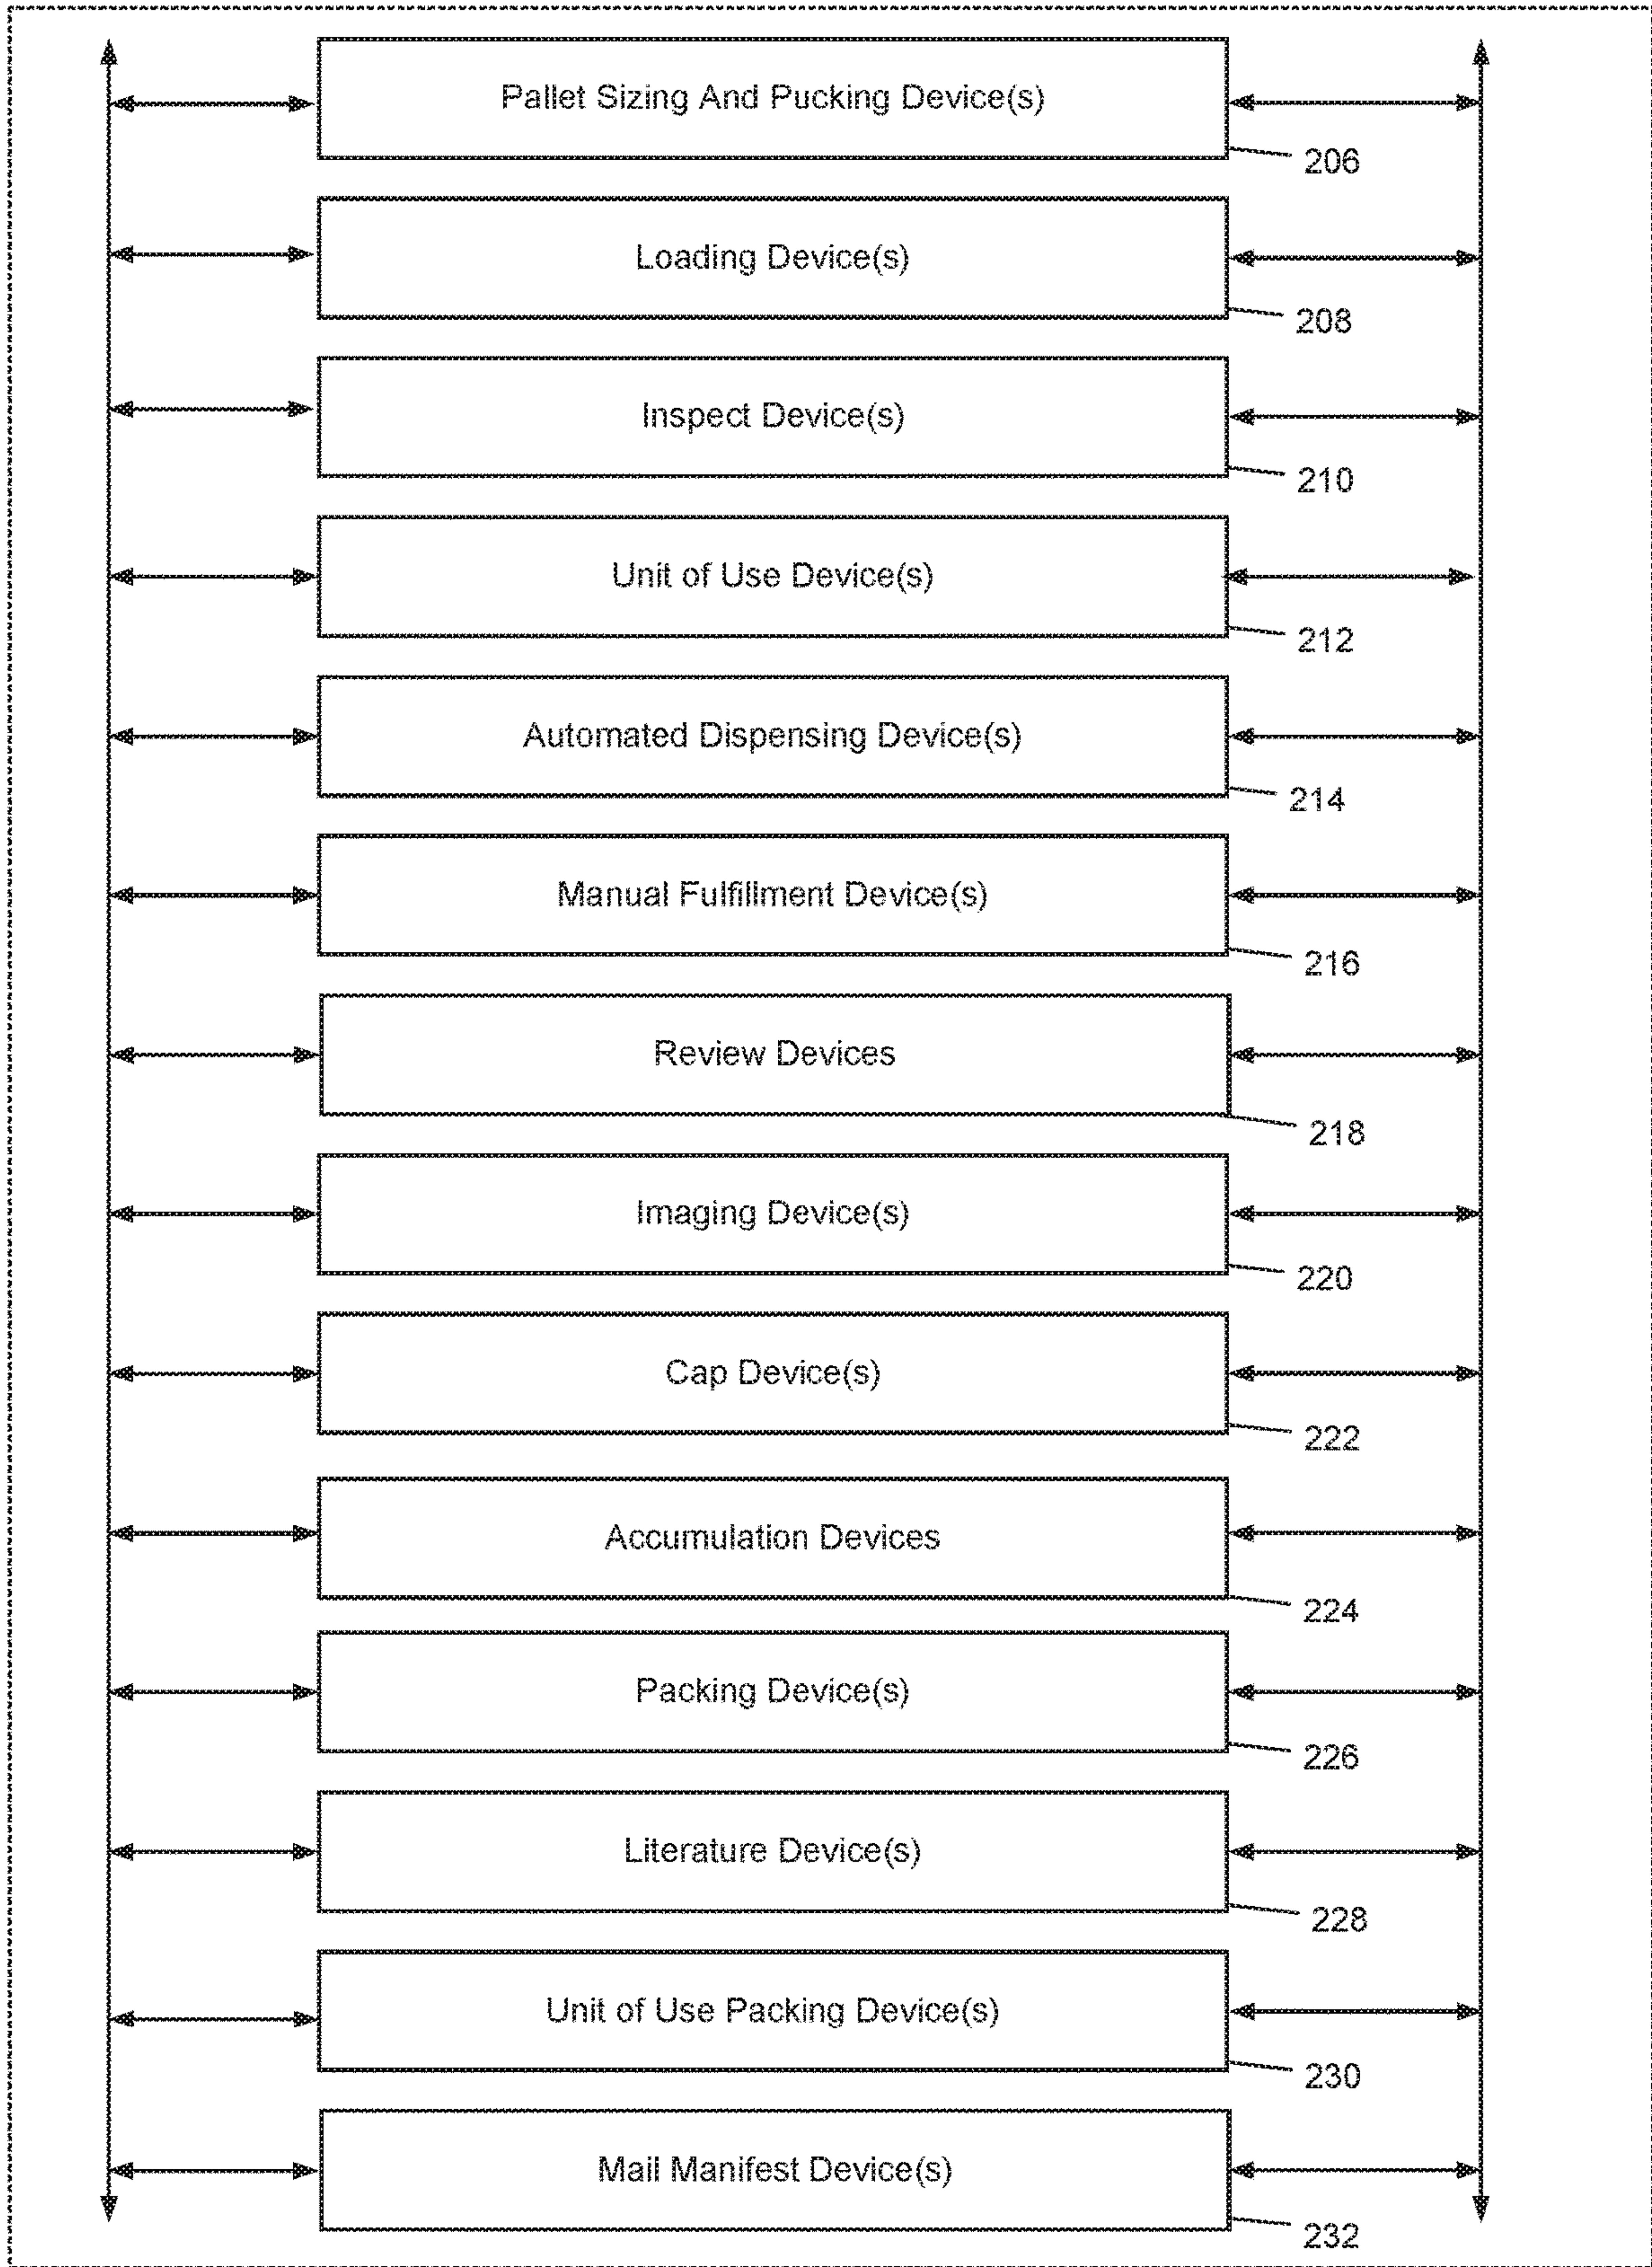 Pallet Sizing And Pucking Device(s)
206
Loading Device(s)
208
Inspect Device(s)
210
Unit of Use Device(s)
212
Automated Dispensing Device(s)
214
Manual Fulfillment Device(s)
216
Review Devices
218
Imaging Device(s)
220
Cap Device(s)
222
Accumulation Devices
224
Packing Device(s)
226
Literature Device(s)
228
Unit of Use Packing Device(s)
230
Mail Manifest Device(s)
232